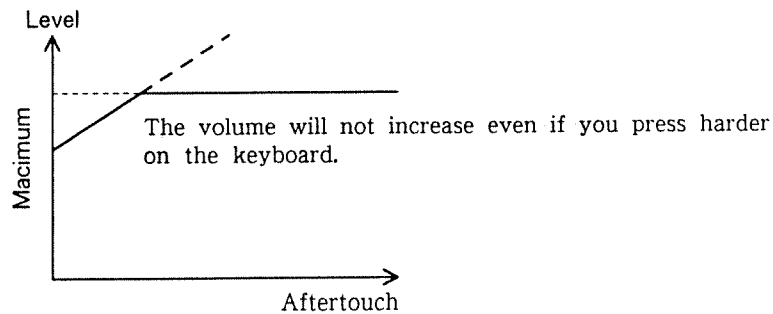 Level
Macimum
The volume will not increase even if you press harder
on the keyboard.
Aftertouch